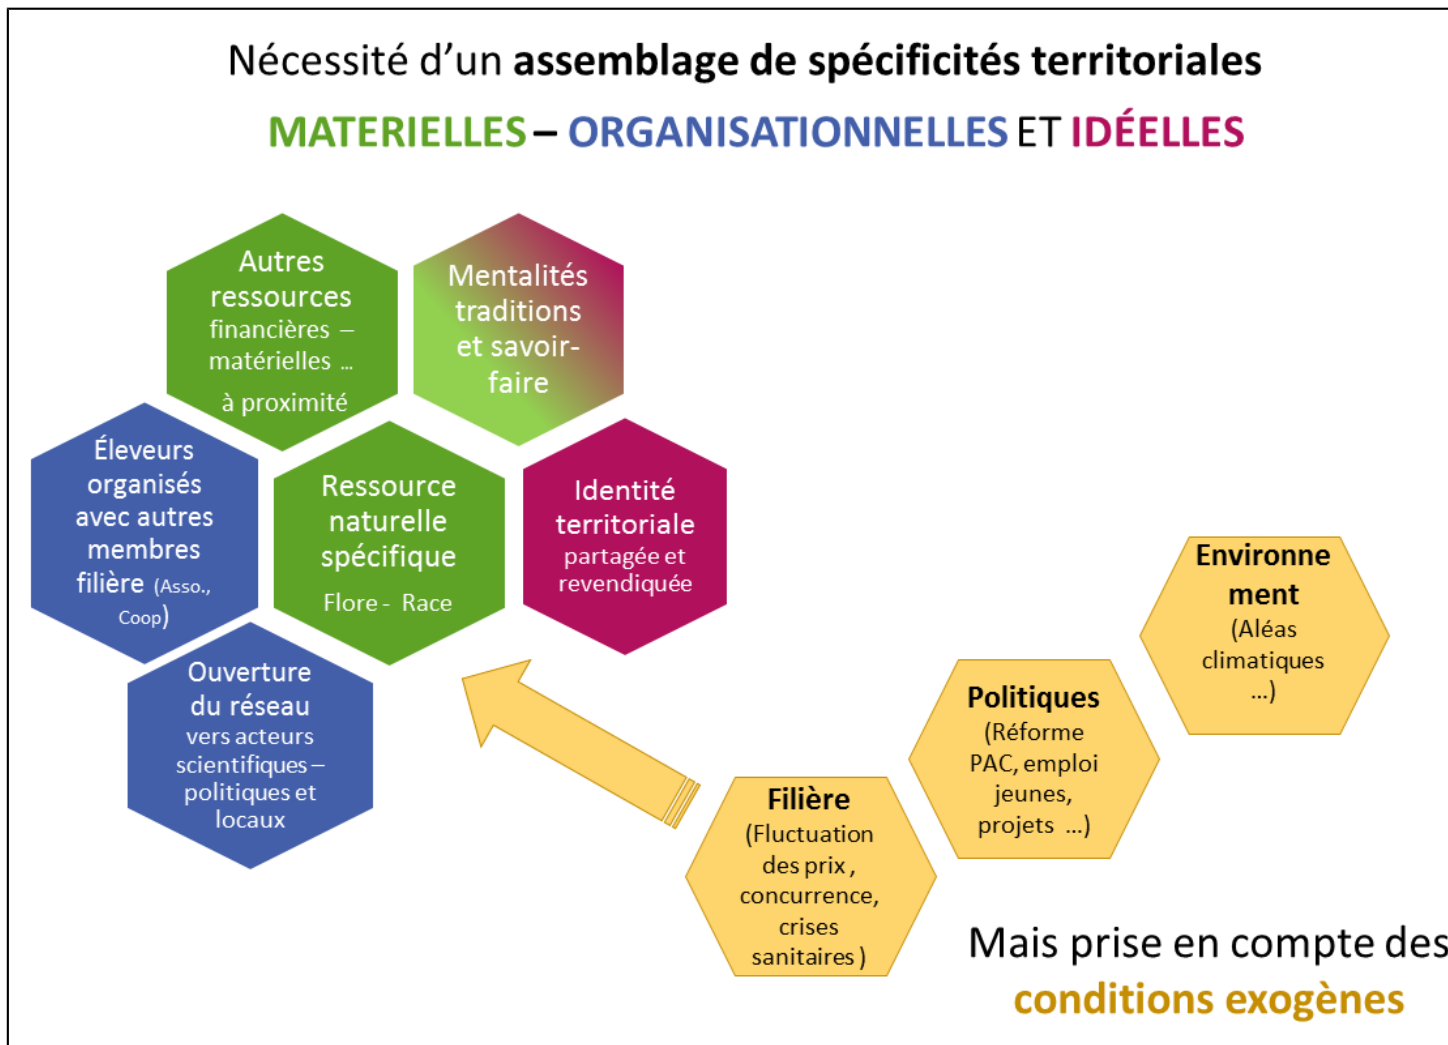 Nécessité d’un assemblage de spécificités territoriales
MATERIELLES – ORGANISATIONNELLES ET IDÉELLES
Autres
ressources
financières –
matérielles ...
à proximité
Mentalités
traditions
et savoir-
faire
Éleveurs
organisés
avec autres
membres
filière (Asso.,
Coop)
Ressource
naturelle
spécifique
Flore - Race
Identité
territoriale
partagée et
revendiquée
Ouverture
du réseau
vers acteurs
scientifiques –
politiques et
locaux
Environne
ment
(Aléas
climatiques
...)
Politiques
(Réforme
PAC, emploi
jeunes,
projets ...)
Filière
(Fluctuation
des prix ,
concurrence,
crises
sanitaires )
Mais prise en compte des
conditions exogènes